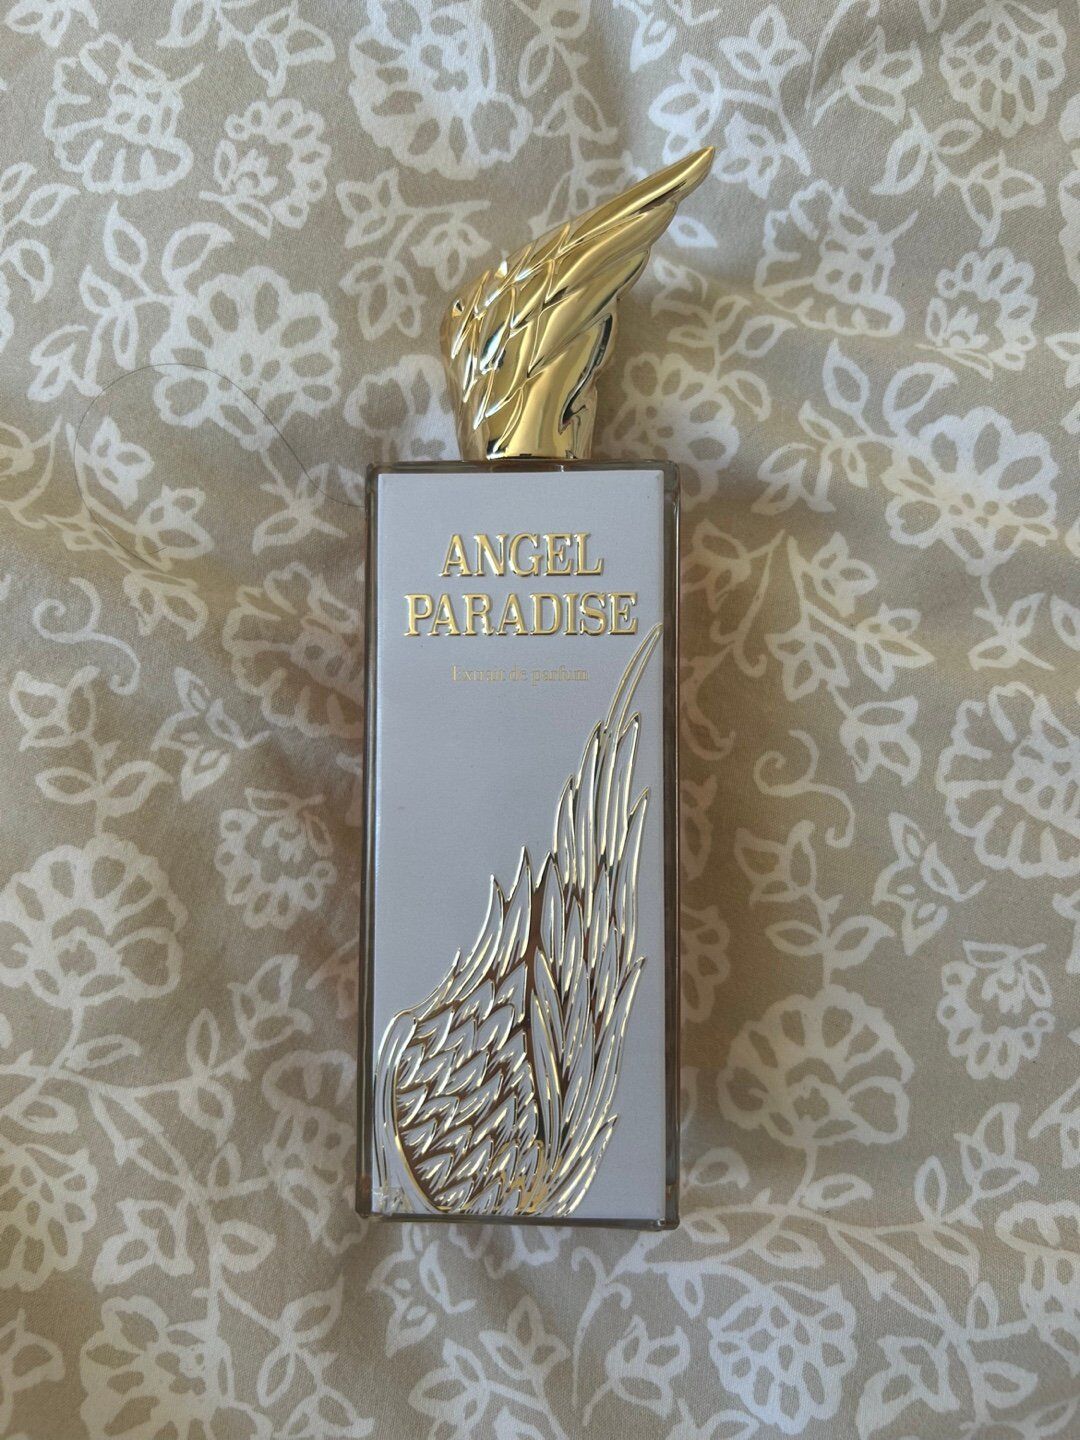 ANGEL
PARADISE
Extrait de parfum